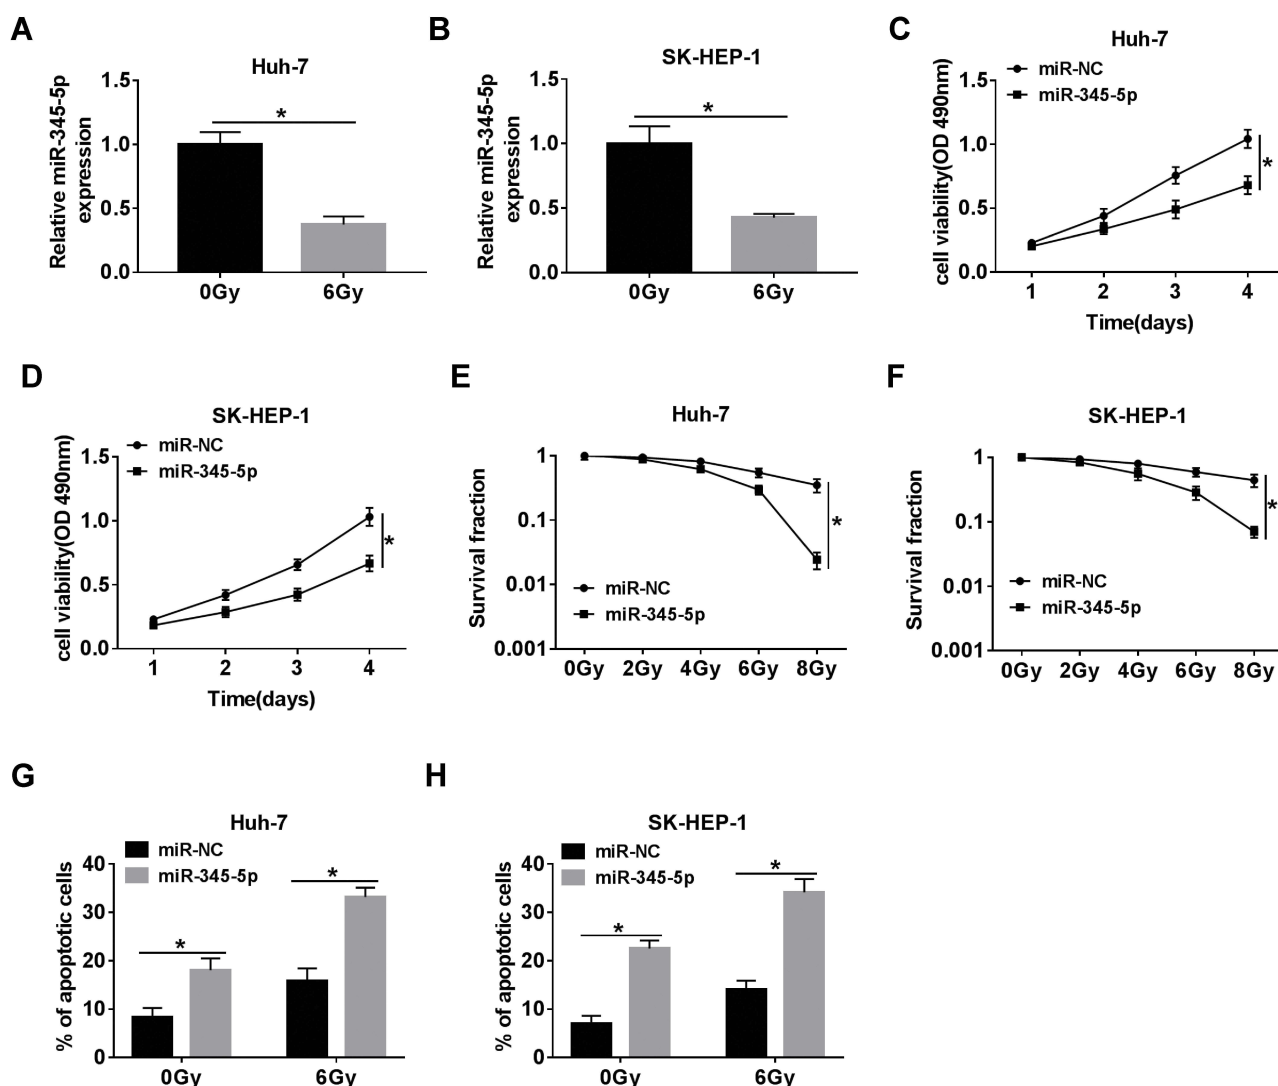 A
Huh-7
Relative miR-345-5p
expression
1.5
1.0
0.5
0.0
*
0Gy 6Gy
B
SK-HEP-1
Relative miR-345-5p
expression
1.5
1.0
0.5
0.0
*
0Gy 6Gy
C
Huh-7
miR-NC
miR-345-5p
cell viability(OD 490nm)
1.5
1.0
0.5
0.0
*
1 2 3 4
Time(days)
D
SK-HEP-1
miR-NC
miR-345-5p
cell viability(OD 490nm)
1.5
1.0
0.5
0.0
*
1 2 3 4
Time(days)
E
Huh-7
Survival fraction
1
0.1
0.01
0.001
*
miR-NC
miR-345-5p
0Gy 2Gy 4Gy 6Gy 8Gy
F
SK-HEP-1
Survival fraction
1
0.1
0.01
0.001
*
miR-NC
miR-345-5p
0Gy 2Gy 4Gy 6Gy 8Gy
G
Huh-7
miR-NC
miR-345-5p
% of apoptotic cells
40
30
20
10
0
*
*
0Gy 6Gy
H
SK-HEP-1
miR-NC
miR-345-5p
% of apoptotic cells
40
30
20
10
0
*
*
0Gy 6Gy